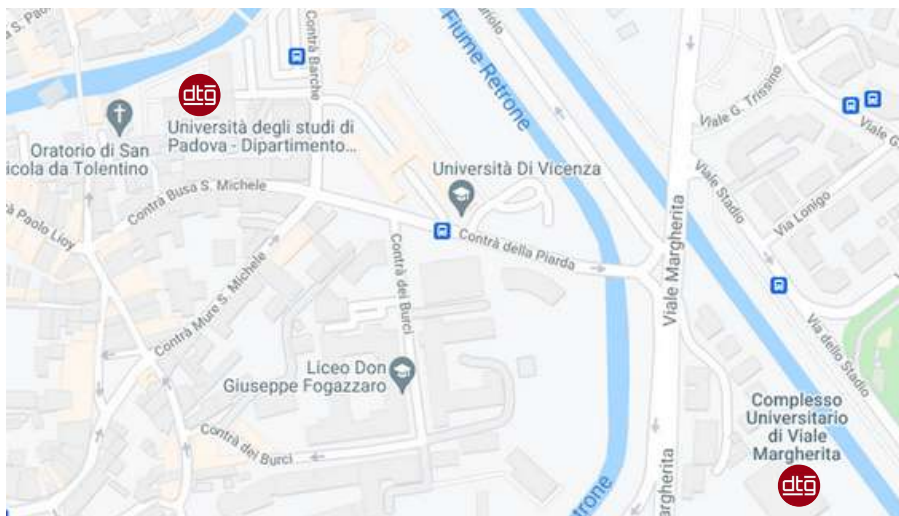 Contrà Barche
Fiume Retrone
dtg
Università degli studi di
Padova - Dipartimento...
Oratorio di San
icola da Tolentino
Viale G. Trissino
Viale G
Università Di Vicenza
Contrà Busa S. Michele
Viale Stadio
Via Lonigo
à Paolo Lioy
Contrà della Piarda
Viale Margherita
Contrà dei Burci
Contrà Mure S. Michele
Via dello Stadio
Liceo Don
Giuseppe Fogazzaro
Complesso
Universitario
di Viale
Margherita
Contrà dei Burci
argherita
trone
dtg